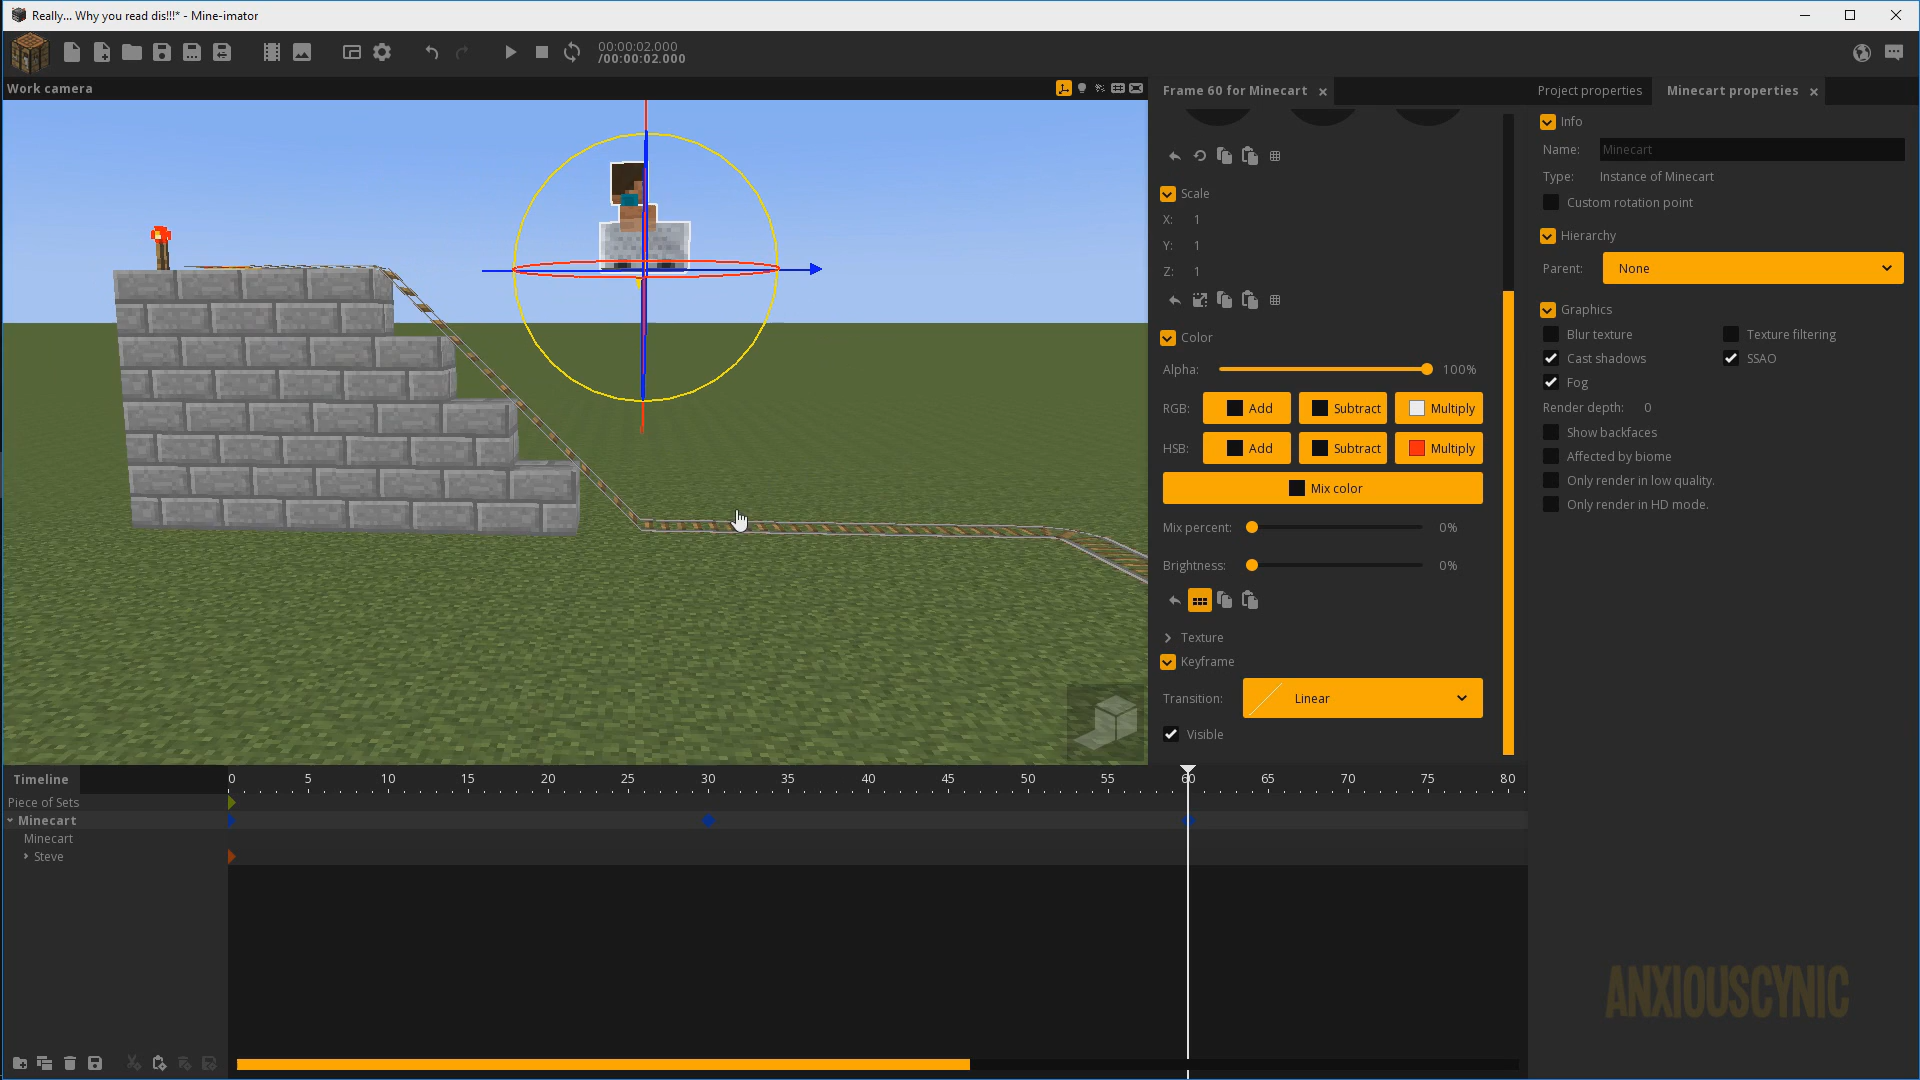 Really... Why you read dis!!!* - Mine-imator
00:00:02.000
/00:00:02.000
Work camera
Frame 60 for Minecart
Project properties
Minecart properties
Scale
X: 1
Y: 1
Z: 1
Color
Alpha: 100%
RGB: Add Subtract Multiply
HSB: Add Subtract Multiply
Mix color
Mix percent: 0%
Brightness: 0%
Texture
Keyframe
Transition: Linear
Visible
Info
Name: Minecart
Type: Instance of Minecart
Custom rotation point
Hierarchy
Parent: None
Graphics
Blur texture Texture filtering
Cast shadows SSAO
Fog
Render depth: 0
Show backfaces
Affected by biome
Only render in low quality.
Only render in HD mode.
Timeline
0 5 10 15 20 25 30 35 40 45 50 55 60 65 70 75 80
Piece of Sets
Minecart
Minecart
Steve
ANXIOUSCYNIC